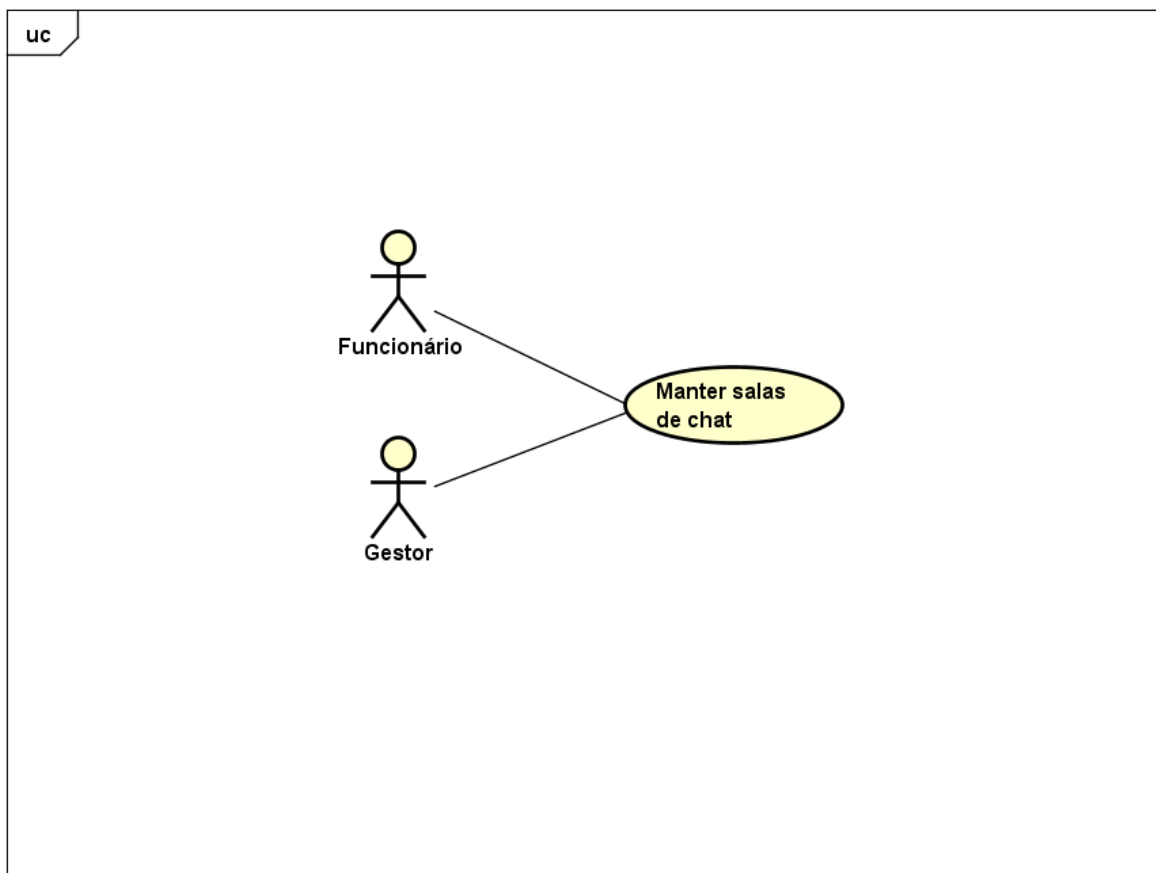 uc
Funcionário
Manter salas
de chat
Gestor